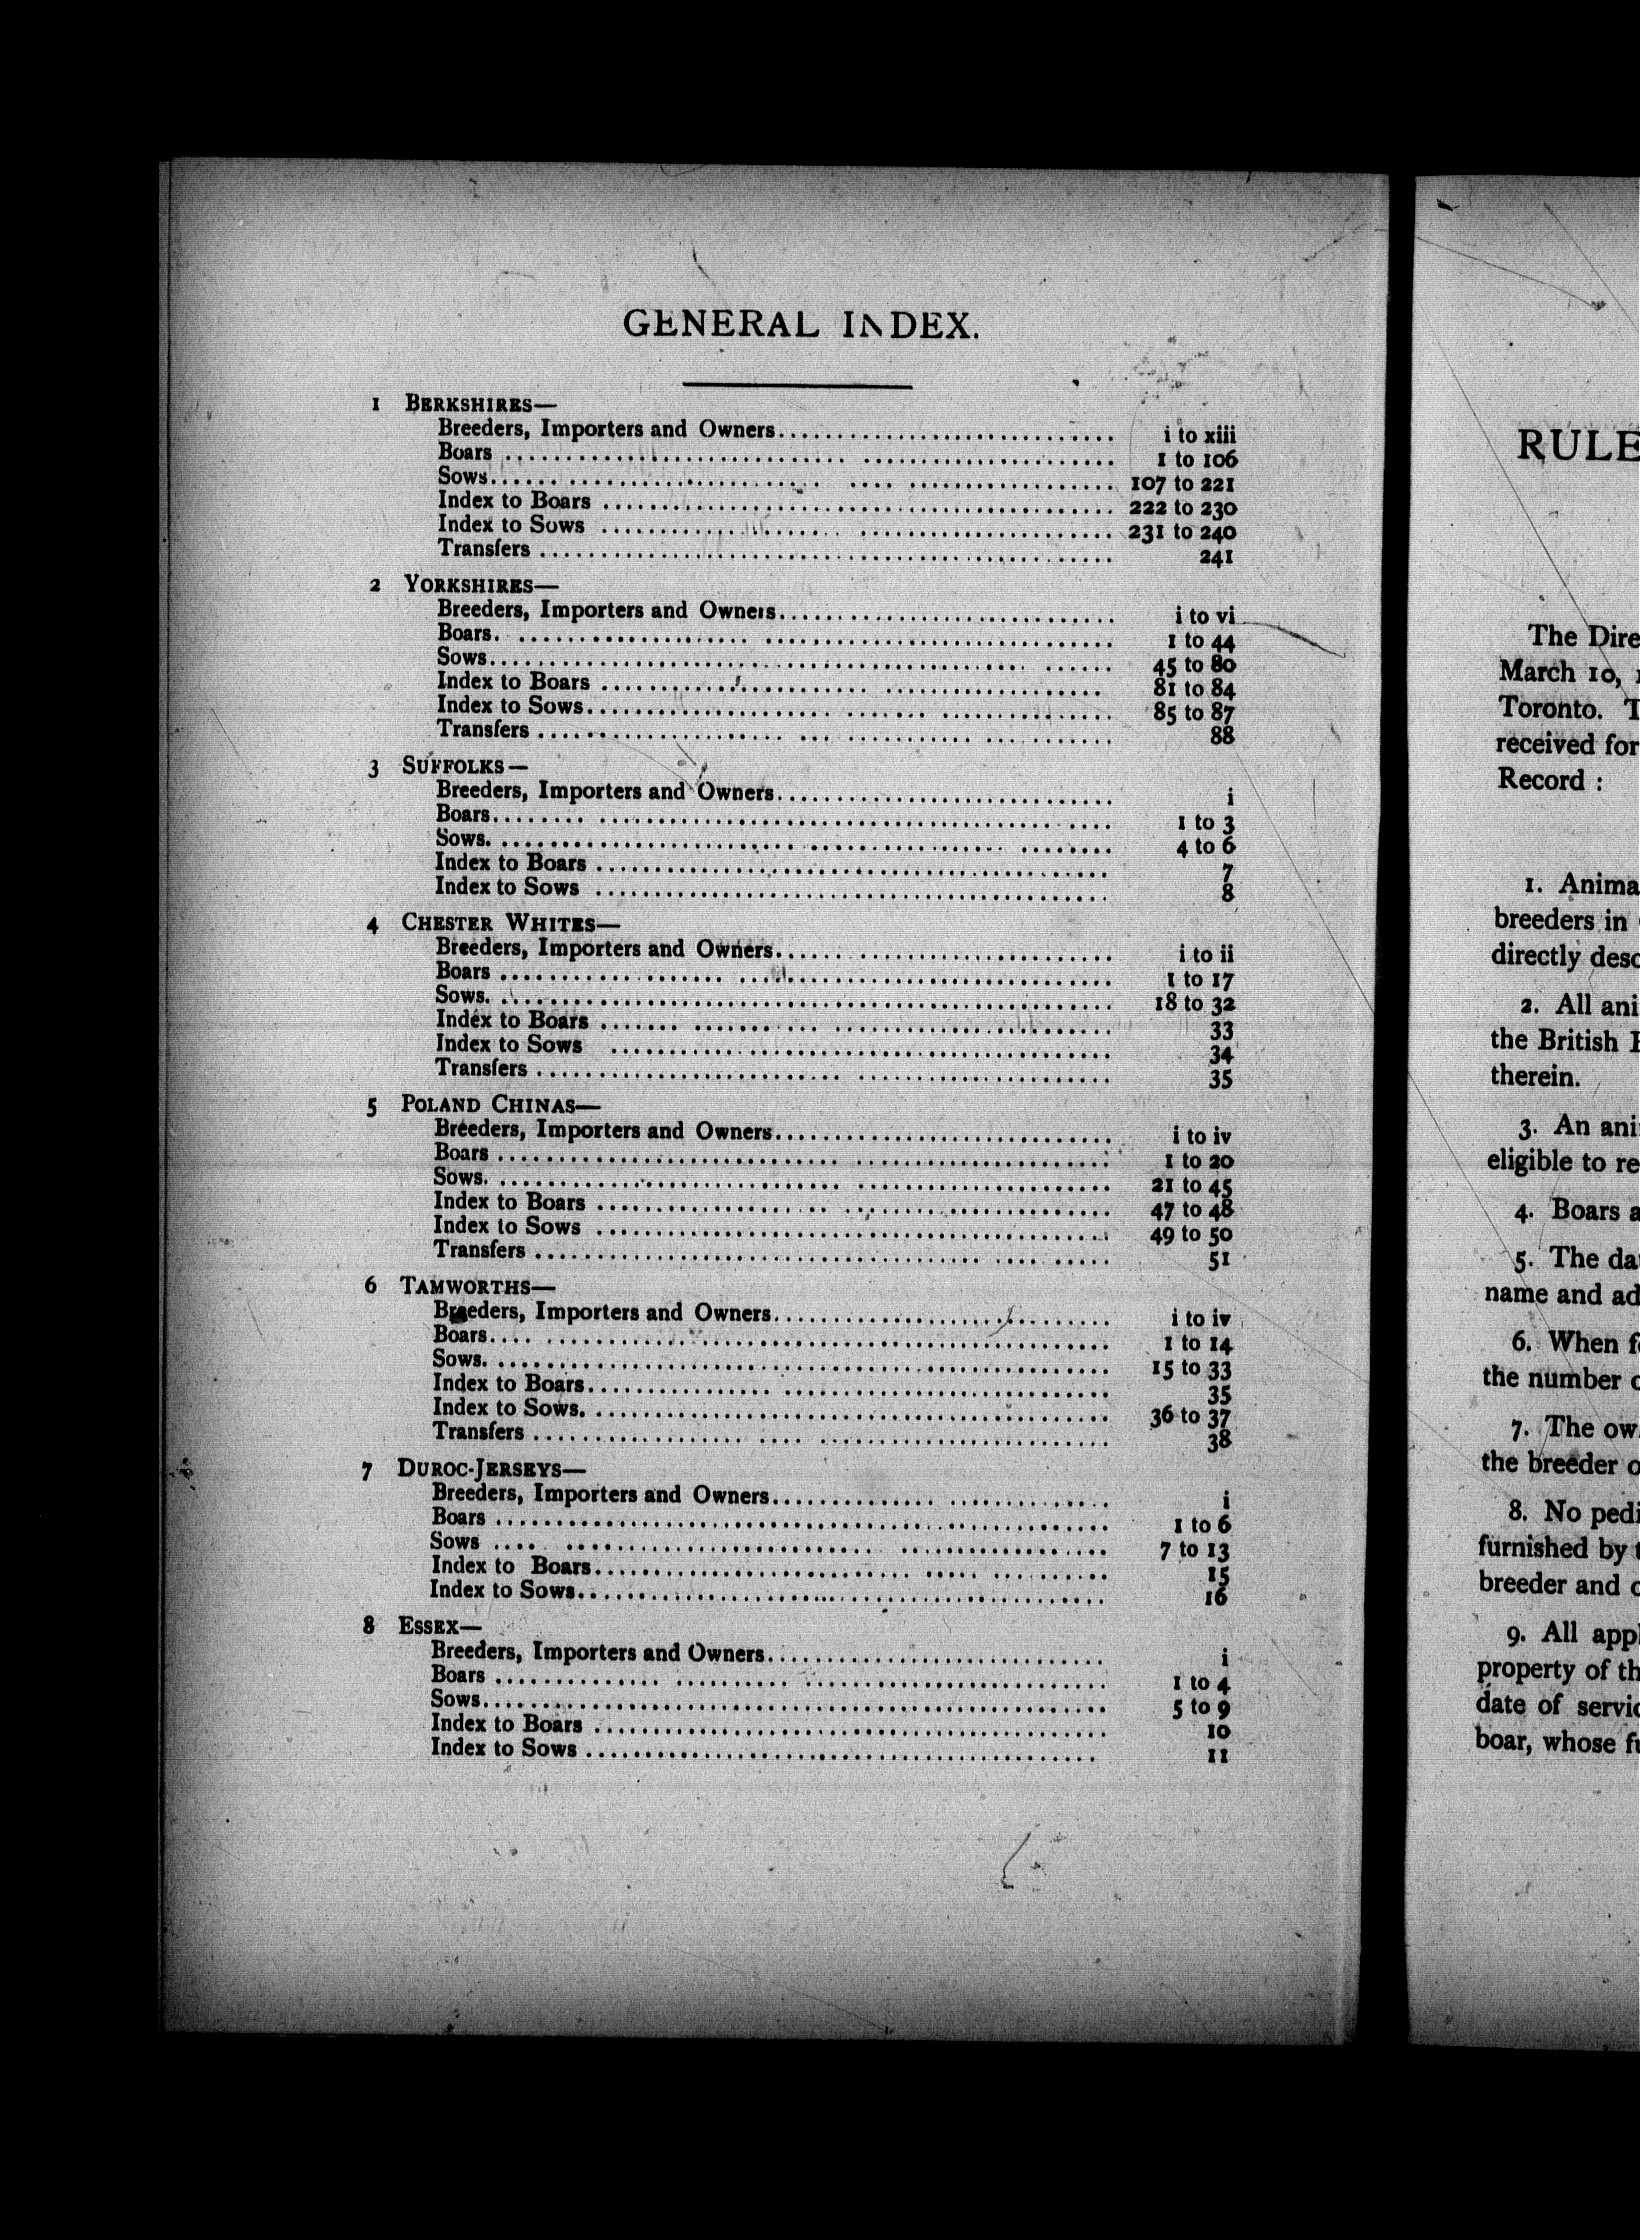 GENERAL INDEX.
1 BERKSHIRES—
Breeders, Importers and Owners.............................. i to xiii
Boars .............................. 1 to 106
Sows.............................. 107 to 221
Index to Boars .............................. 222 to 230
Index to Sows .............................. 231 to 240
Transfers .............................. 241
2 YORKSHIRES—
Breeders, Importers and Owners.............................. i to vi
Boars.............................. 1 to 44
Sows.............................. 45 to 80
Index to Boars .............................. 81 to 84
Index to Sows.............................. 85 to 87
Transfers .............................. 88
3 SUFFOLKS—
Breeders, Importers and Owners.............................. i
Boars.............................. 1 to 3
Sows.............................. 4 to 6
Index to Boars .............................. 7
Index to Sows .............................. 8
4 CHESTER WHITES—
Breeders, Importers and Owners.............................. i to ii
Boars .............................. 1 to 17
Sows.............................. 18 to 32
Index to Boars .............................. 33
Index to Sows .............................. 34
Transfers .............................. 35
5 POLAND CHINAS—
Breeders, Importers and Owners.............................. i to iv
Boars .............................. 1 to 20
Sows.............................. 21 to 45
Index to Boars .............................. 47 to 48
Index to Sows .............................. 49 to 50
Transfers .............................. 51
6 TAMWORTHS—
Breeders, Importers and Owners.............................. i to iv
Boars.............................. 1 to 14
Sows.............................. 15 to 33
Index to Boars.............................. 35
Index to Sows.............................. 36 to 37
Transfers .............................. 38
7 DUROC-JERSEYS—
Breeders, Importers and Owners.............................. i
Boars .............................. 1 to 6
Sows .............................. 7 to 13
Index to Boars.............................. 15
Index to Sows.............................. 16
8 ESSEX—
Breeders, Importers and Owners.............................. i
Boars .............................. 1 to 4
Sows.............................. 5 to 9
Index to Boars .............................. 10
Index to Sows .............................. 11
RULE
The Dire
March 10,
Toronto.
received for
Record :
1. Anima
breeders in
directly desc
2. All ani
the British
therein.
3. An ani
eligible to re
4. Boars a
5. The da
name and ad
6. When f
the number
7. The ow
the breeder o
8. No pedi
furnished by t
breeder and
9. All appl
property of th
date of servic
boar, whose fu